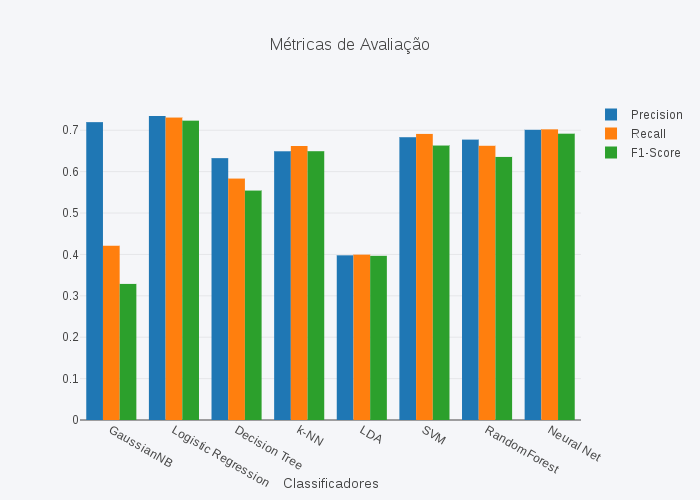 Métricas de Avaliação
Precision
Recall
F1-Score
0.7
0.6
0.5
0.4
0.3
0.2
0.1
0
GaussianNB
Logistic Regression
Decision Tree
k-NN
LDA
SVM
RandomForest
Neural Net
Classificadores